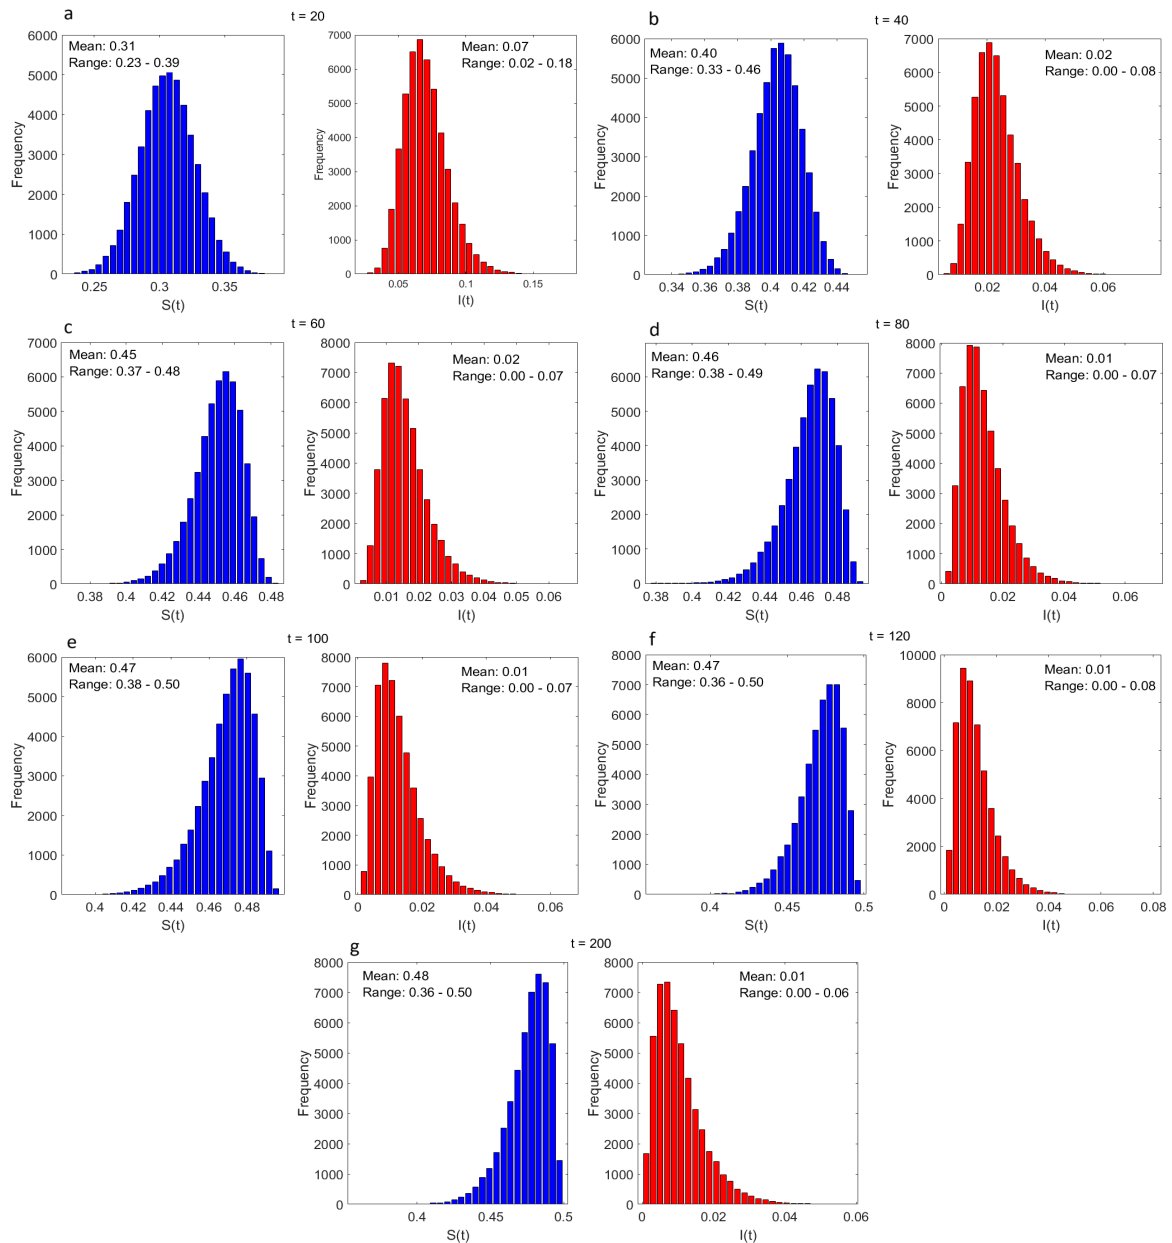 a
t = 20
Mean: 0.31
Range: 0.23 - 0.39
6000
5000
4000
3000
2000
1000
0
Frequency
0.25 0.3 0.35
S(t)
Mean: 0.07
Range: 0.02 - 0.18
7000
6000
5000
4000
3000
2000
1000
0
Frequency
0.05 0.1 0.15
I(t)
b
t = 40
Mean: 0.40
Range: 0.33 - 0.46
6000
5000
4000
3000
2000
1000
0
Frequency
0.34 0.36 0.38 0.4 0.42 0.44
S(t)
Mean: 0.02
Range: 0.00 - 0.08
8000
7000
6000
5000
4000
3000
2000
1000
0
Frequency
0.02 0.04 0.06
I(t)
c
t = 60
Mean: 0.45
Range: 0.37 - 0.48
7000
6000
5000
4000
3000
2000
1000
0
Frequency
0.38 0.4 0.42 0.44 0.46 0.48
S(t)
Mean: 0.02
Range: 0.00 - 0.07
8000
7000
6000
5000
4000
3000
2000
1000
0
Frequency
0.01 0.02 0.03 0.04 0.05 0.06
I(t)
d
t = 80
Mean: 0.46
Range: 0.38 - 0.49
7000
6000
5000
4000
3000
2000
1000
0
Frequency
0.38 0.4 0.42 0.44 0.46 0.48
S(t)
Mean: 0.01
Range: 0.00 - 0.07
8000
7000
6000
5000
4000
3000
2000
1000
0
Frequency
0 0.02 0.04 0.06
I(t)
e
t = 100
Mean: 0.47
Range: 0.38 - 0.50
6000
5000
4000
3000
2000
1000
0
Frequency
0.4 0.42 0.44 0.46 0.48
S(t)
Mean: 0.01
Range: 0.00 - 0.07
8000
7000
6000
5000
4000
3000
2000
1000
0
Frequency
0 0.02 0.04 0.06
I(t)
f
t = 120
Mean: 0.47
Range: 0.36 - 0.50
8000
7000
6000
5000
4000
3000
2000
1000
0
Frequency
0.4 0.45 0.5
S(t)
Mean: 0.01
Range: 0.00 - 0.08
10000
8000
6000
4000
2000
0
Frequency
0 0.02 0.04 0.06 0.08
I(t)
g
t = 200
Mean: 0.48
Range: 0.36 - 0.50
8000
7000
6000
5000
4000
3000
2000
1000
0
Frequency
0.4 0.45 0.5
S(t)
Mean: 0.01
Range: 0.00 - 0.06
8000
7000
6000
5000
4000
3000
2000
1000
0
Frequency
0 0.02 0.04 0.06
I(t)